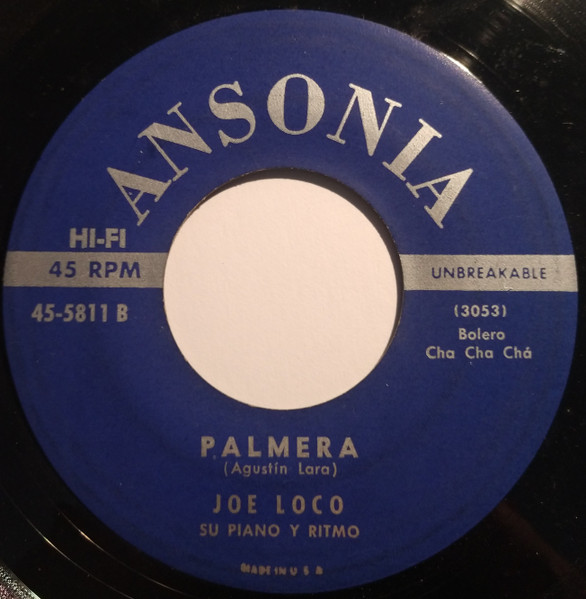 ANSONIA
HI-FI
45 RPM
UNBREAKABLE
45-5811 B
(3053)
Bolero
Cha Cha Chá
PALMERA
(Agustín Lara)
JOE LOCO
SU PIANO Y RITMO
MADE IN U S A